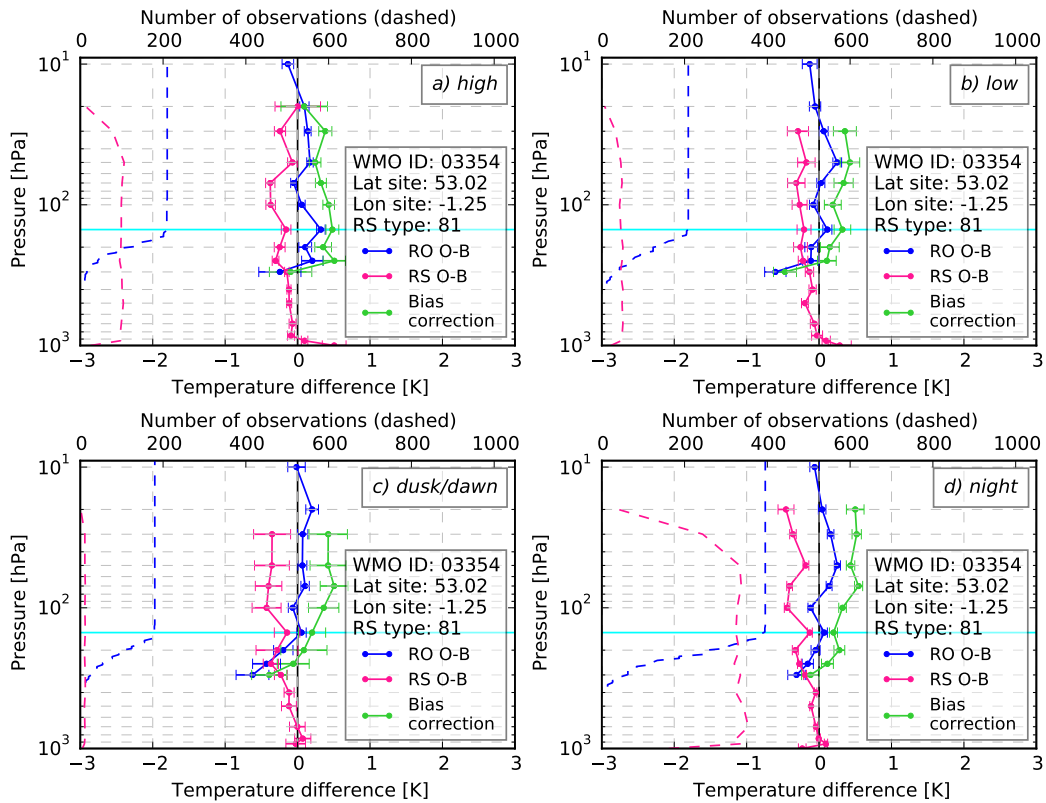 Number of observations (dashed)
0 200 400 600 800 1000
Pressure [hPa]
10¹
10²
10³
a) high
WMO ID: 03354
Lat site: 53.02
Lon site: -1.25
RS type: 81
RO O-B
RS O-B
Bias
correction
−3 −2 −1 0 1 2 3
Temperature difference [K]
Number of observations (dashed)
0 200 400 600 800 1000
Pressure [hPa]
10¹
10²
10³
b) low
WMO ID: 03354
Lat site: 53.02
Lon site: -1.25
RS type: 81
RO O-B
RS O-B
Bias
correction
−3 −2 −1 0 1 2 3
Temperature difference [K]
Number of observations (dashed)
0 200 400 600 800 1000
Pressure [hPa]
10¹
10²
10³
c) dusk/dawn
WMO ID: 03354
Lat site: 53.02
Lon site: -1.25
RS type: 81
RO O-B
RS O-B
Bias
correction
−3 −2 −1 0 1 2 3
Temperature difference [K]
Number of observations (dashed)
0 200 400 600 800 1000
Pressure [hPa]
10¹
10²
10³
d) night
WMO ID: 03354
Lat site: 53.02
Lon site: -1.25
RS type: 81
RO O-B
RS O-B
Bias
correction
−3 −2 −1 0 1 2 3
Temperature difference [K]